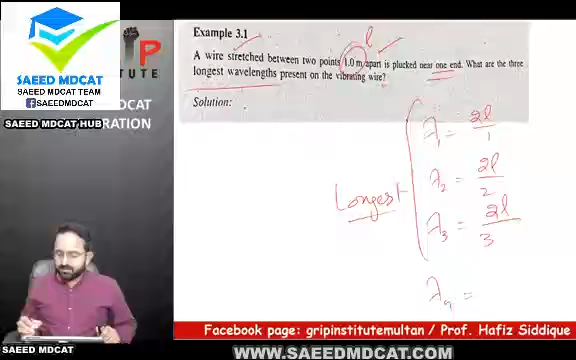 Example 3.1
l
A wire stretched between two points 1.0 m apart is plucked near one end. What are the three
longest wavelengths present on the vibrating wire?
Solution:
P
SAEED MDCAT
SAEED MDCAT TEAM
SAEEDMDCAT
SAEED MDCAT HUB
STITUTE
DCAT
RATION
Longest
λ₁ = 2l/1
λ₂ = 2l/2
λ₃ = 2l/3
λ₄ =
SAEED MDCAT
Facebook page: gripinstitutemultan / Prof. Hafiz Siddique
WWW.SAEEDMDCAT.COM